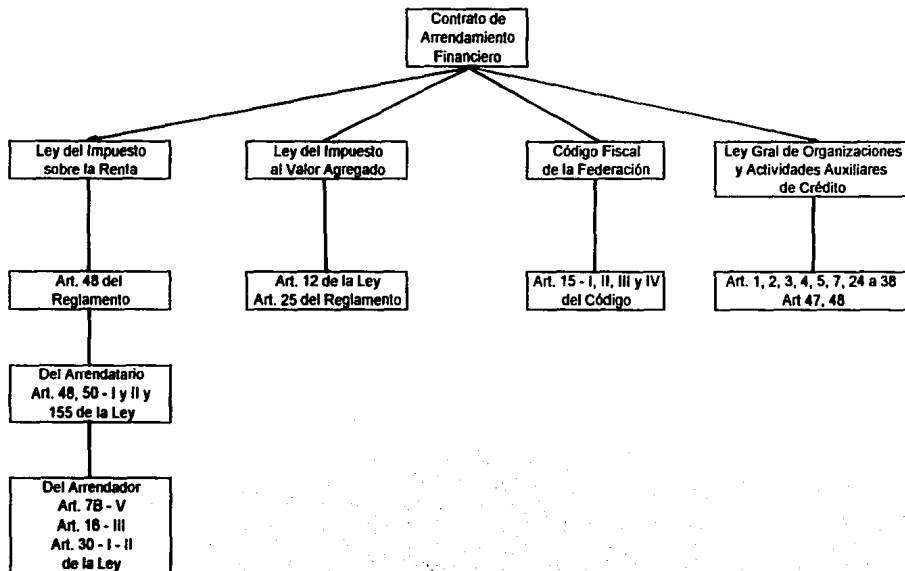 Contrato de
Arrendamiento
Financiero
Ley del Impuesto
sobre la Renta
Ley del Impuesto
al Valor Agregado
Código Fiscal
de la Federación
Ley Gral de Organizaciones
y Actividades Auxiliares
de Crédito
Art. 48 del
Reglamento
Art. 12 de la Ley
Art. 25 del Reglamento
Art. 15 - I, II, III y IV
del Código
Art. 1, 2, 3, 4, 5, 7, 24 a 38
Art 47, 48
Del Arrendatario
Art. 48, 50 - I y II y
155 de la Ley
Del Arrendador
Art. 7B - V
Art. 16 - III
Art. 30 - I - II
de la Ley